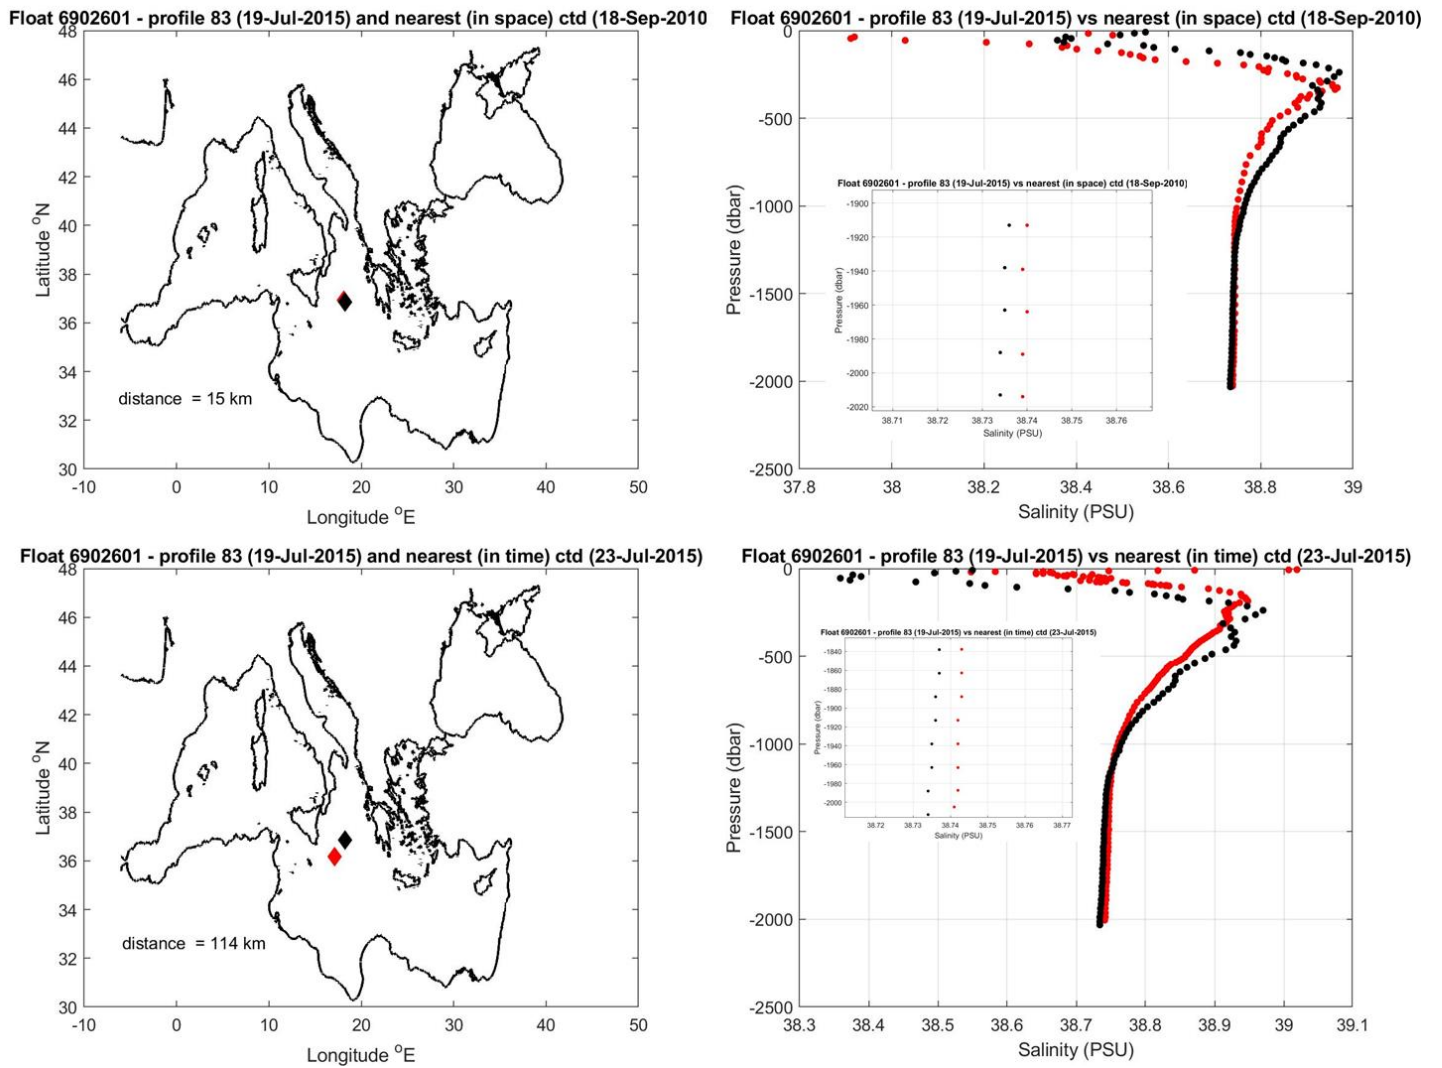 Float 6902601 - profile 83 (19-Jul-2015) and nearest (in space) ctd (18-Sep-2010
48
46
44
42
40
38
36
34
32
30
Latitude °N
distance = 15 km
-10 0 10 20 30 40 50
Longitude °E
Float 6902601 - profile 83 (19-Jul-2015) vs nearest (in space) ctd (18-Sep-2010)
0
-500
-1000
-1500
-2000
-2500
Pressure (dbar)
Float 6902601 - profile 83 (19-Jul-2015) vs nearest (in space) ctd (18-Sep-2010)
-1900
-1920
-1940
-1960
-1980
-2000
-2020
Pressure (dbar)
38.71 38.72 38.73 38.74 38.75 38.76
Salinity (PSU)
37.8 38 38.2 38.4 38.6 38.8 39
Salinity (PSU)
Float 6902601 - profile 83 (19-Jul-2015) and nearest (in time) ctd (23-Jul-2015)
48
46
44
42
40
38
36
34
32
30
Latitude °N
distance = 114 km
-10 0 10 20 30 40 50
Longitude °E
Float 6902601 - profile 83 (19-Jul-2015) vs nearest (in time) ctd (23-Jul-2015)
0
-500
-1000
-1500
-2000
-2500
Pressure (dbar)
Float 6902601 - profile 83 (19-Jul-2015) vs nearest (in time) ctd (23-Jul-2015)
-1840
-1860
-1880
-1900
-1920
-1940
-1960
-1980
-2000
Pressure (dbar)
38.72 38.73 38.74 38.75 38.76 38.77
Salinity (PSU)
38.3 38.4 38.5 38.6 38.7 38.8 38.9 39 39.1
Salinity (PSU)